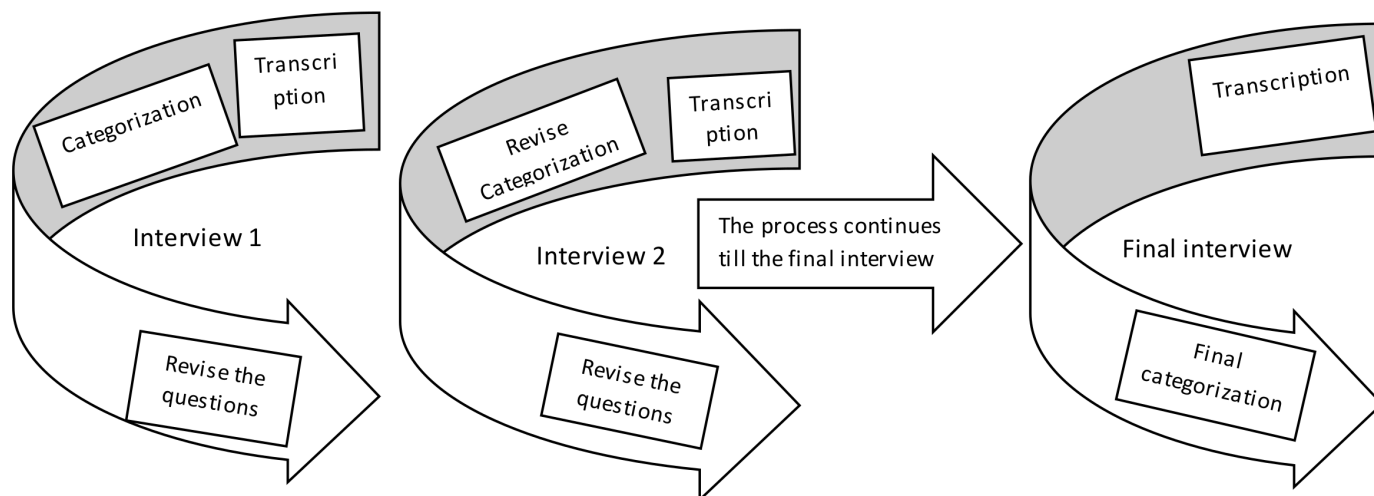 Transcri
ption
Categorization
Interview 1
Revise the
questions
Transcri
ption
Revise
Categorization
Interview 2
Revise the
questions
The process continues
till the final interview
Transcription
Final interview
Final
categorization